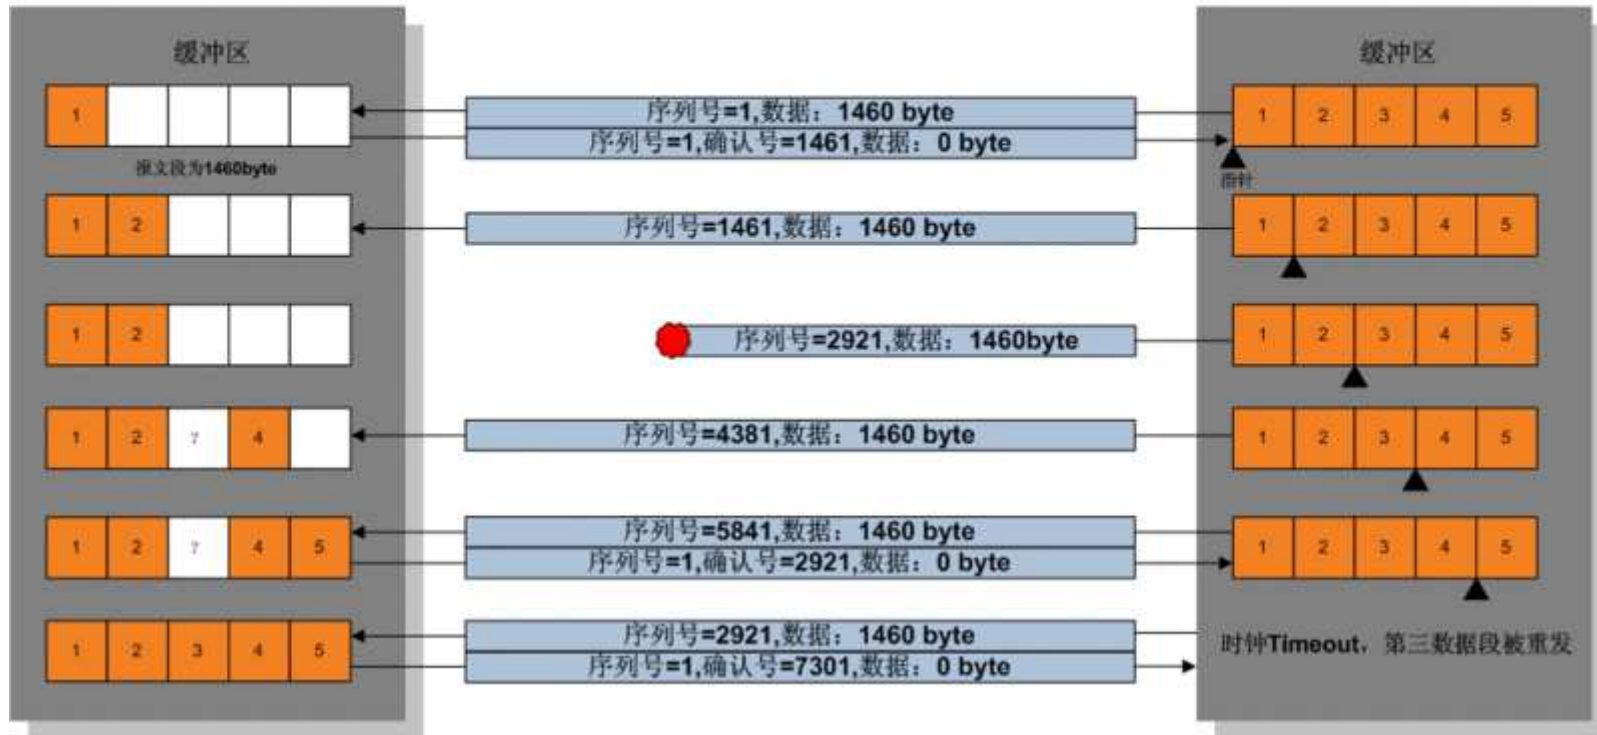 缓冲区
缓冲区
1
序列号=1,数据：1460 byte
1 2 3 4 5
序列号=1,确认号=1461,数据：0 byte
报文段为1460byte
指针
1 2
序列号=1461,数据：1460 byte
1 2 3 4 5
1 2
序列号=2921,数据：1460byte
1 2 3 4 5
1 2 ? 4
序列号=4381,数据：1460 byte
1 2 3 4 5
1 2 ? 4 5
序列号=5841,数据：1460 byte
1 2 3 4 5
序列号=1,确认号=2921,数据：0 byte
1 2 3 4 5
序列号=2921,数据：1460 byte
时钟Timeout，第三数据段被重发
序列号=1,确认号=7301,数据：0 byte